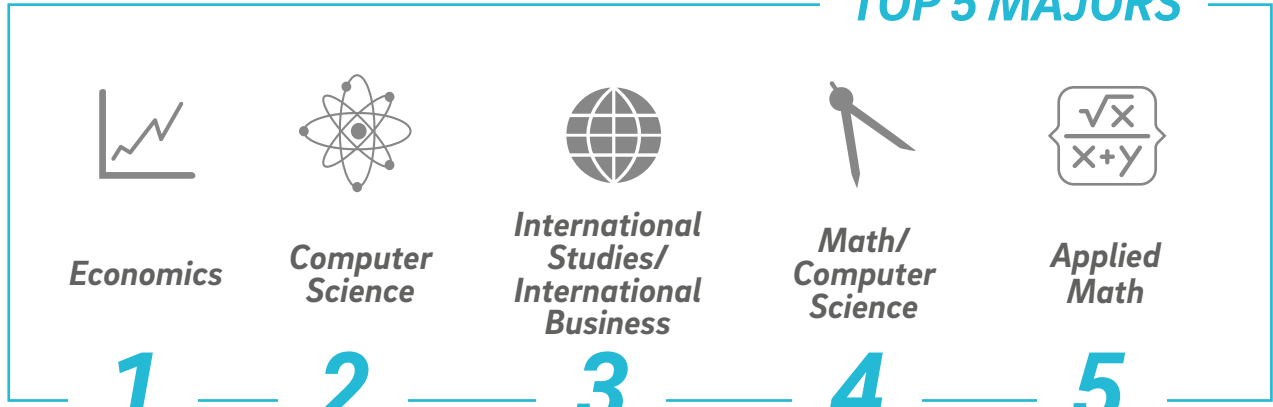 TOP 5 MAJORS
√x
x+y
Economics
Computer
Science
International
Studies/
International
Business
Math/
Computer
Science
Applied
Math
1 2 3 4 5